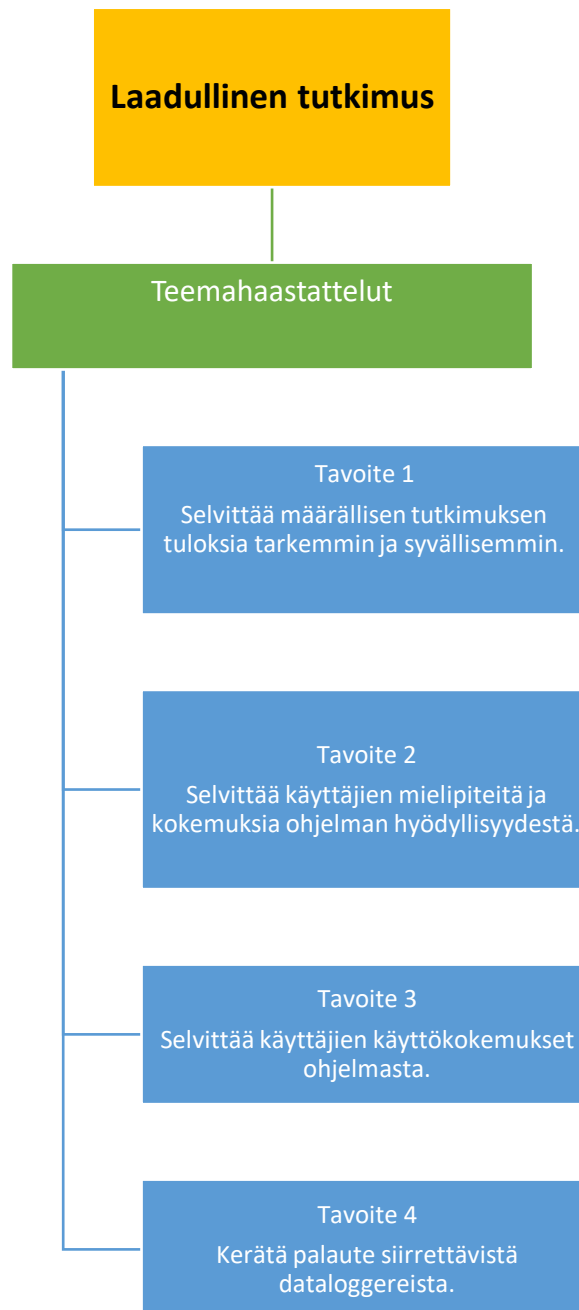 Laadullinen tutkimus
Teemahaastattelut
Tavoite 1
Selvittää määrällisen tutkimuksen
tuloksia tarkemmin ja syvällisemmin.
Tavoite 2
Selvittää käyttäjien mielipiteitä ja
kokemuksia ohjelman hyödyllisyydestä.
Tavoite 3
Selvittää käyttäjien käyttökokemukset
ohjelmasta.
Tavoite 4
Kerätä palaute siirrettävistä
dataloggereista.